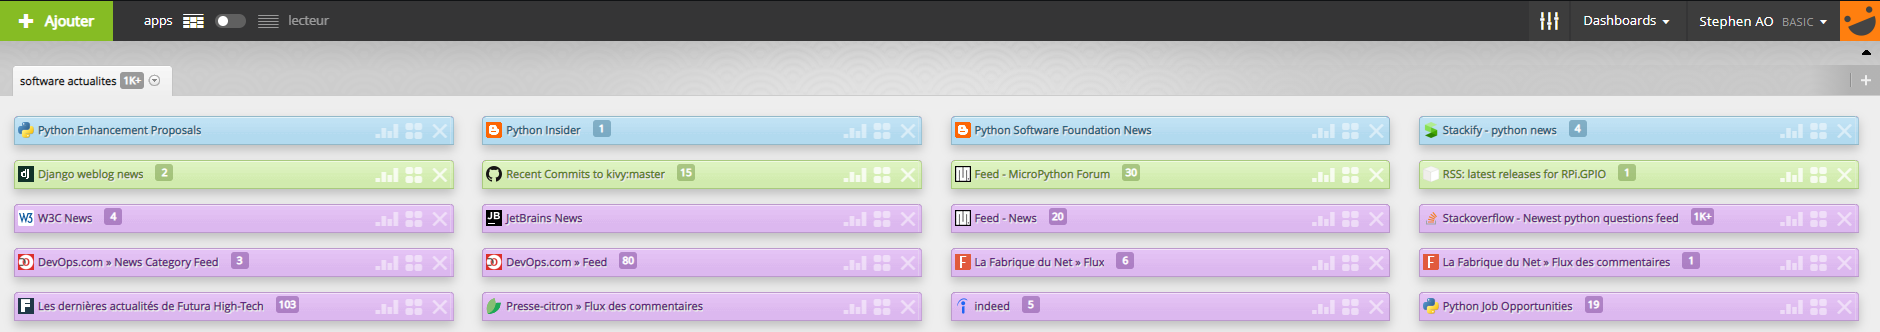 Ajouter apps lecteur Dashboards Stephen AO BASIC
software actualites 1K+
Python Enhancement Proposals Python Insider 1 Python Software Foundation News Stackify - python news 4
Django weblog news 2 Recent Commits to kivy:master 15 Feed - MicroPython Forum 30 RSS: latest releases for RPi.GPIO 1
W3 W3C News 4 JB JetBrains News Feed - News 20 Stackoverflow - Newest python questions feed 1K+
DevOps.com » News Category Feed 3 DevOps.com » Feed 80 F La Fabrique du Net » Flux 6 F La Fabrique du Net » Flux des commentaires 1
F Les dernières actualités de Futura High-Tech 103 Presse-citron » Flux des commentaires indeed 5 Python Job Opportunities 19